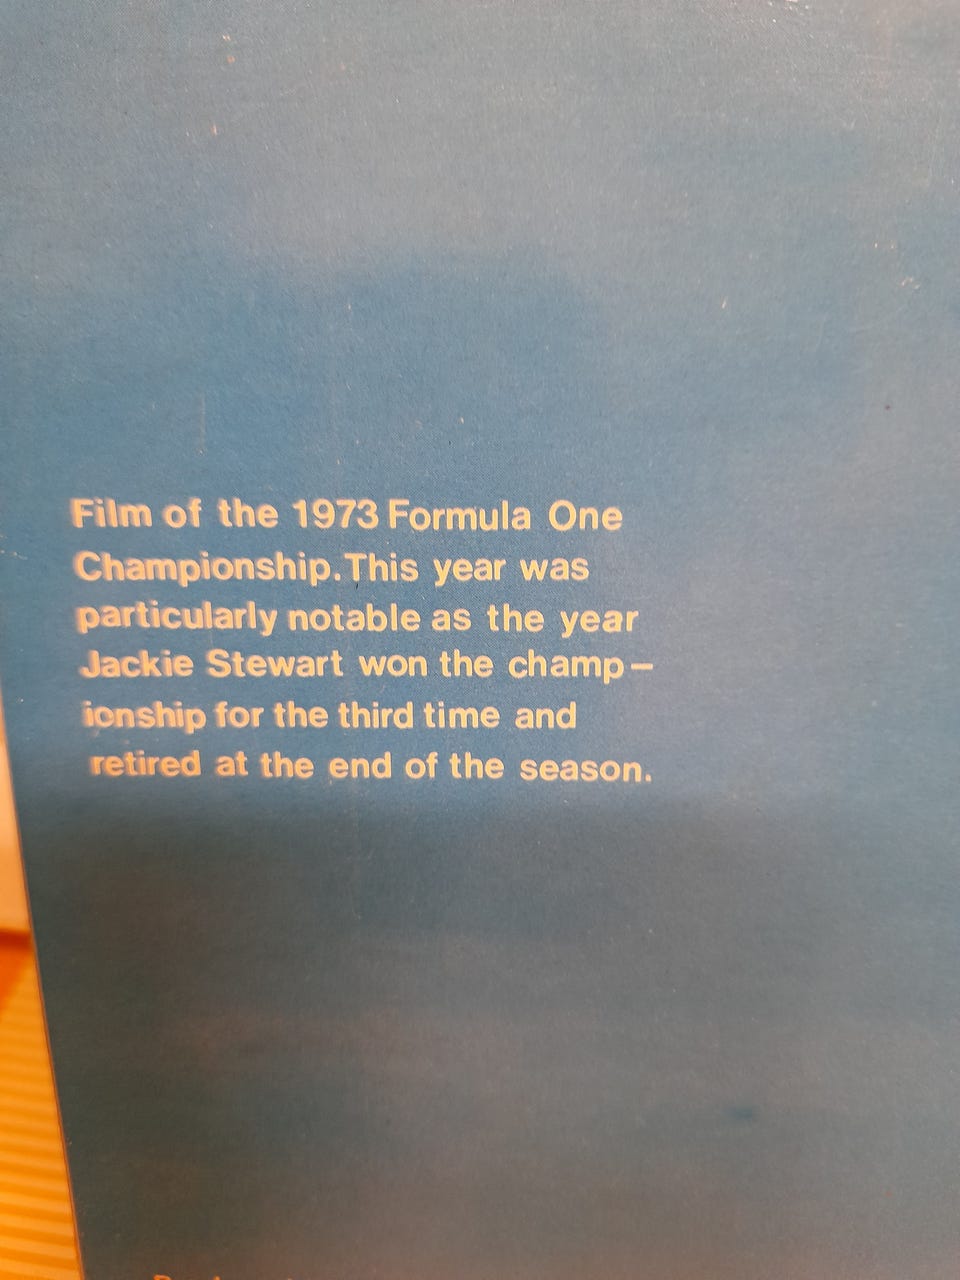 Film of the 1973 Formula One
Championship.This year was
particularly notable as the year
Jackie Stewart won the champ–
ionship for the third time and
retired at the end of the season.